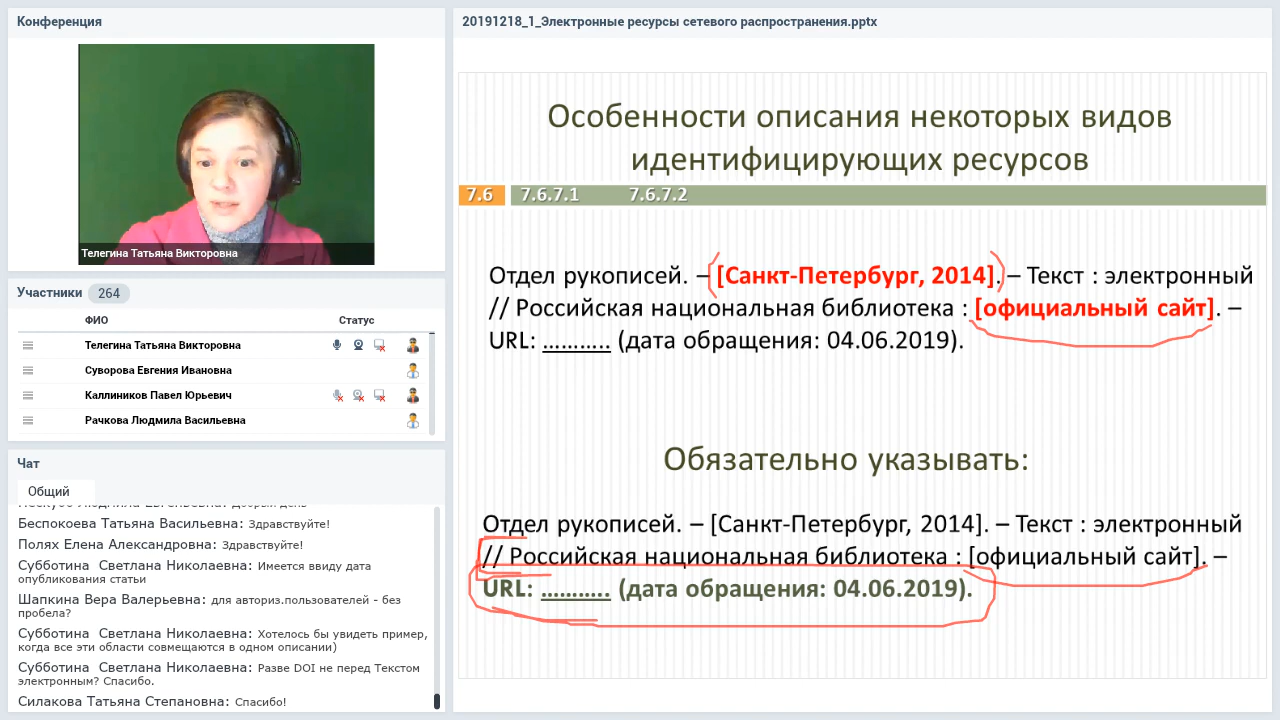 Конференция
Телегина Татьяна Викторовна
Участники 264
ФИО Статус
Телегина Татьяна Викторовна
Суворова Евгения Ивановна
Каллиников Павел Юрьевич
Рачкова Людмила Васильевна
Чат
Общий
Беспокоева Татьяна Васильевна: Здравствуйте!
Полях Елена Александровна: Здравствуйте!
Субботина Светлана Николаевна: Имеется ввиду дата
опубликования статьи
Шапкина Вера Валерьевна: для авториз.пользователей - без
пробела?
Субботина Светлана Николаевна: Хотелось бы увидеть пример,
когда все эти области совмещаются в одном описании)
Субботина Светлана Николаевна: Разве DOI не перед Текстом
электронным? Спасибо.
Силакова Татьяна Степановна: Спасибо!
20191218_1_Электронные ресурсы сетевого распространения.pptx
Особенности описания некоторых видов
идентифицирующих ресурсов
7.6 7.6.7.1 7.6.7.2
Отдел рукописей. – [Санкт-Петербург, 2014]. – Текст : электронный
// Российская национальная библиотека : [официальный сайт]. –
URL: ……….. (дата обращения: 04.06.2019).
Обязательно указывать:
Отдел рукописей. – [Санкт-Петербург, 2014]. – Текст : электронный
// Российская национальная библиотека : [официальный сайт]. –
URL: ……….. (дата обращения: 04.06.2019).